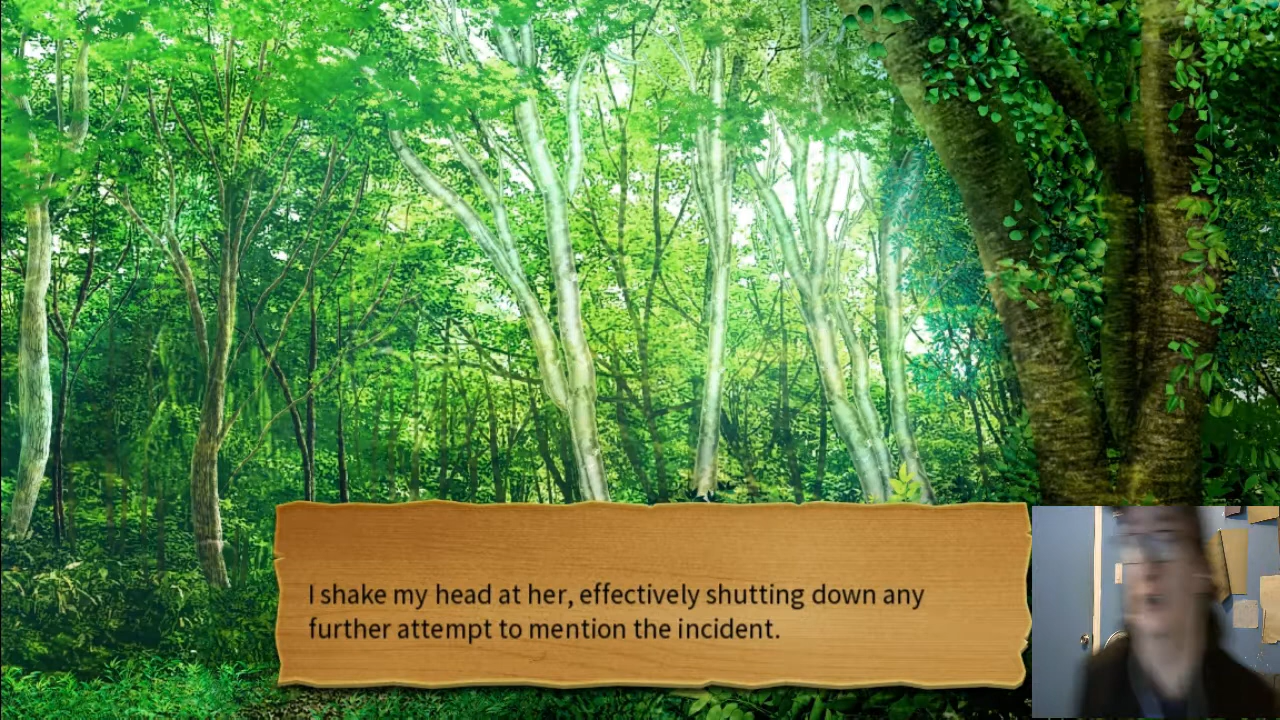 I shake my head at her, effectively shutting down any
further attempt to mention the incident.